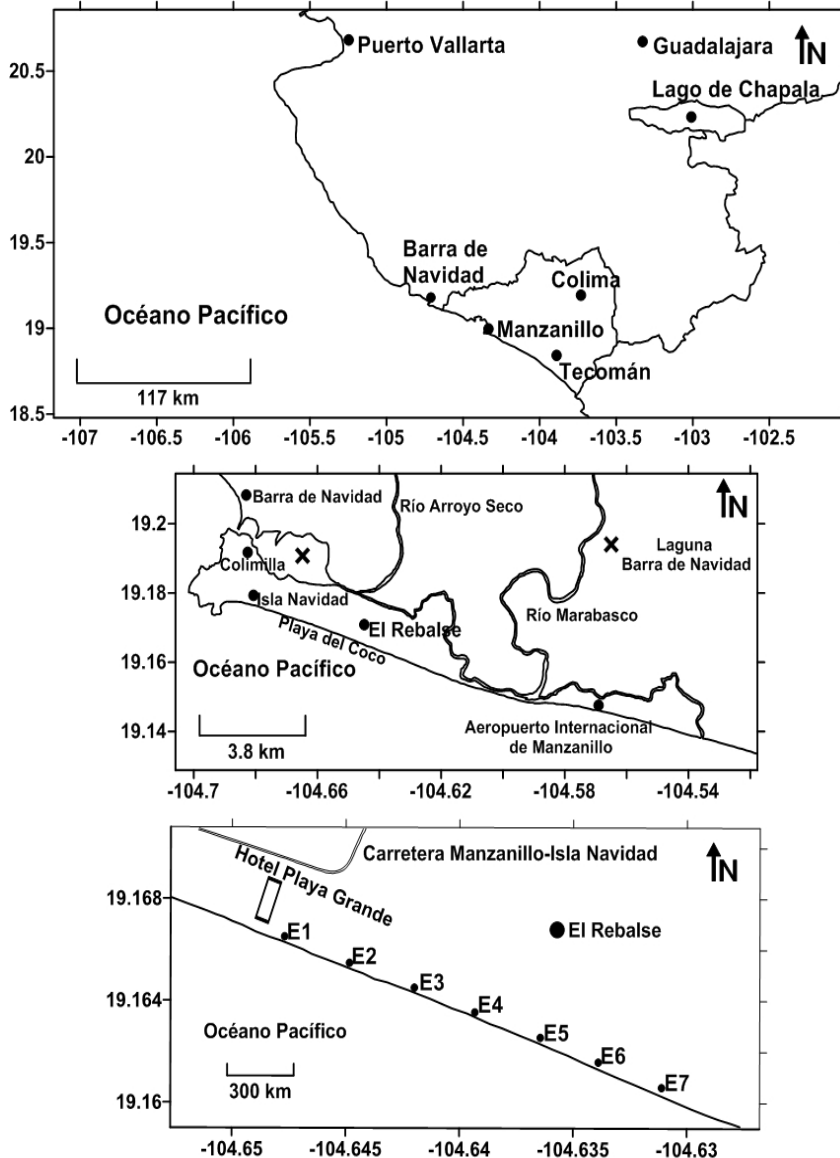 N
Puerto Vallarta
Guadalajara
20.5
Lago de Chapala
20
19.5
Barra de
Navidad
Colima
Océano Pacífico
19
Manzanillo
Tecomán
117 km
18.5
-107
-106.5
-106
-105.5
-105
-104.5
-104
-103.5
-103
-102.5
N
Barra de Navidad
Río Arroyo Seco
19.2
Laguna
Barra de Navidad
Colimilla
19.18
Isla Navidad
Río Marabasco
El Rebalse
Playa del Coco
19.16
Océano Pacífico
Aeropuerto Internacional
de Manzanillo
19.14
3.8 km
-104.7
-104.66
-104.62
-104.58
-104.54
Carretera Manzanillo-Isla Navidad
N
Hotel Playa Grande
19.168
El Rebalse
E1
E2
E3
19.164
E4
Océano Pacífico
E5
E6
E7
300 km
19.16
-104.65
-104.645
-104.64
-104.635
-104.63